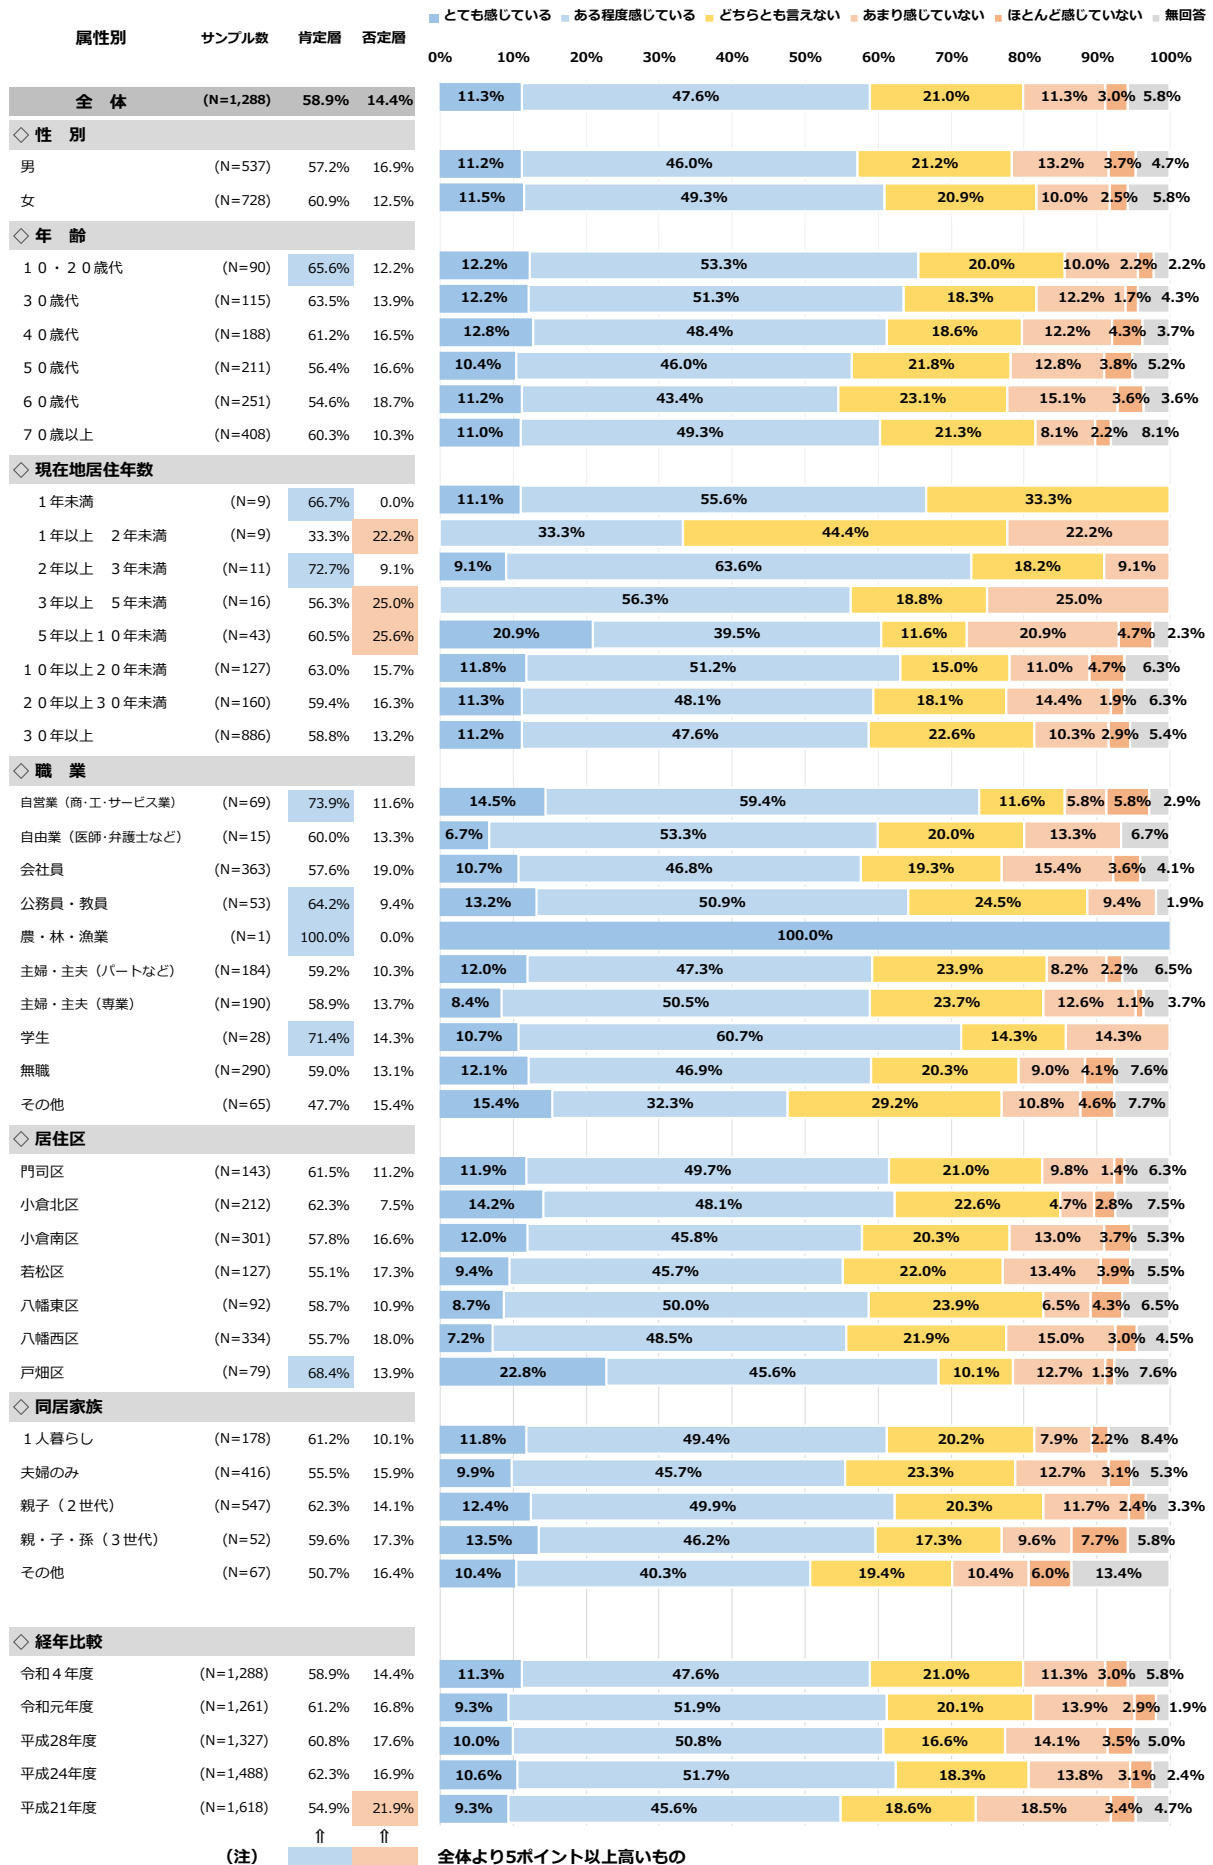 とても感じている ある程度感じている どちらとも言えない あまり感じていない ほとんど感じていない 無回答
属性別 サンプル数 肯定層 否定層
0% 10% 20% 30% 40% 50% 60% 70% 80% 90% 100%
全 体 (N=1,288) 58.9% 14.4% 11.3% 47.6% 21.0% 11.3% 3.0% 5.8%
◇ 性 別
男 (N=537) 57.2% 16.9% 11.2% 46.0% 21.2% 13.2% 3.7% 4.7%
女 (N=728) 60.9% 12.5% 11.5% 49.3% 20.9% 10.0% 2.5% 5.8%
◇ 年 齢
10・20歳代 (N=90) 65.6% 12.2% 12.2% 53.3% 20.0% 10.0% 2.2% 2.2%
30歳代 (N=115) 63.5% 13.9% 12.2% 51.3% 18.3% 12.2% 1.7% 4.3%
40歳代 (N=188) 61.2% 16.5% 12.8% 48.4% 18.6% 12.2% 4.3% 3.7%
50歳代 (N=211) 56.4% 16.6% 10.4% 46.0% 21.8% 12.8% 3.8% 5.2%
60歳代 (N=251) 54.6% 18.7% 11.2% 43.4% 23.1% 15.1% 3.6% 3.6%
70歳以上 (N=408) 60.3% 10.3% 11.0% 49.3% 21.3% 8.1% 2.2% 8.1%
◇ 現在地居住年数
1年未満 (N=9) 66.7% 0.0% 11.1% 55.6% 33.3%
1年以上 2年未満 (N=9) 33.3% 22.2% 33.3% 44.4% 22.2%
2年以上 3年未満 (N=11) 72.7% 9.1% 9.1% 63.6% 18.2% 9.1%
3年以上 5年未満 (N=16) 56.3% 25.0% 56.3% 18.8% 25.0%
5年以上10年未満 (N=43) 60.5% 25.6% 20.9% 39.5% 11.6% 20.9% 4.7% 2.3%
10年以上20年未満 (N=127) 63.0% 15.7% 11.8% 51.2% 15.0% 11.0% 4.7% 6.3%
20年以上30年未満 (N=160) 59.4% 16.3% 11.3% 48.1% 18.1% 14.4% 1.9% 6.3%
30年以上 (N=886) 58.8% 13.2% 11.2% 47.6% 22.6% 10.3% 2.9% 5.4%
◇ 職 業
自営業（商・工・サービス業） (N=69) 73.9% 11.6% 14.5% 59.4% 11.6% 5.8% 5.8% 2.9%
自由業（医師・弁護士など） (N=15) 60.0% 13.3% 6.7% 53.3% 20.0% 13.3% 6.7%
会社員 (N=363) 57.6% 19.0% 10.7% 46.8% 19.3% 15.4% 3.6% 4.1%
公務員・教員 (N=53) 64.2% 9.4% 13.2% 50.9% 24.5% 9.4% 1.9%
農・林・漁業 (N=1) 100.0% 0.0% 100.0%
主婦・主夫（パートなど） (N=184) 59.2% 10.3% 12.0% 47.3% 23.9% 8.2% 2.2% 6.5%
主婦・主夫（専業） (N=190) 58.9% 13.7% 8.4% 50.5% 23.7% 12.6% 1.1% 3.7%
学生 (N=28) 71.4% 14.3% 10.7% 60.7% 14.3% 14.3%
無職 (N=290) 59.0% 13.1% 12.1% 46.9% 20.3% 9.0% 4.1% 7.6%
その他 (N=65) 47.7% 15.4% 15.4% 32.3% 29.2% 10.8% 4.6% 7.7%
◇ 居住区
門司区 (N=143) 61.5% 11.2% 11.9% 49.7% 21.0% 9.8% 1.4% 6.3%
小倉北区 (N=212) 62.3% 7.5% 14.2% 48.1% 22.6% 4.7% 2.8% 7.5%
小倉南区 (N=301) 57.8% 16.6% 12.0% 45.8% 20.3% 13.0% 3.7% 5.3%
若松区 (N=127) 55.1% 17.3% 9.4% 45.7% 22.0% 13.4% 3.9% 5.5%
八幡東区 (N=92) 58.7% 10.9% 8.7% 50.0% 23.9% 6.5% 4.3% 6.5%
八幡西区 (N=334) 55.7% 18.0% 7.2% 48.5% 21.9% 15.0% 3.0% 4.5%
戸畑区 (N=79) 68.4% 13.9% 22.8% 45.6% 10.1% 12.7% 1.3% 7.6%
◇ 同居家族
1人暮らし (N=178) 61.2% 10.1% 11.8% 49.4% 20.2% 7.9% 2.2% 8.4%
夫婦のみ (N=416) 55.5% 15.9% 9.9% 45.7% 23.3% 12.7% 3.1% 5.3%
親子（2世代） (N=547) 62.3% 14.1% 12.4% 49.9% 20.3% 11.7% 2.4% 3.3%
親・子・孫（3世代） (N=52) 59.6% 17.3% 13.5% 46.2% 17.3% 9.6% 7.7% 5.8%
その他 (N=67) 50.7% 16.4% 10.4% 40.3% 19.4% 10.4% 6.0% 13.4%
◇ 経年比較
令和4年度 (N=1,288) 58.9% 14.4% 11.3% 47.6% 21.0% 11.3% 3.0% 5.8%
令和元年度 (N=1,261) 61.2% 16.8% 9.3% 51.9% 20.1% 13.9% 2.9% 1.9%
平成28年度 (N=1,327) 60.8% 17.6% 10.0% 50.8% 16.6% 14.1% 3.5% 5.0%
平成24年度 (N=1,488) 62.3% 16.9% 10.6% 51.7% 18.3% 13.8% 3.1% 2.4%
平成21年度 (N=1,618) 54.9% 21.9% 9.3% 45.6% 18.6% 18.5% 3.4% 4.7%
⇑ ⇑
（注） 全体より5ポイント以上高いもの